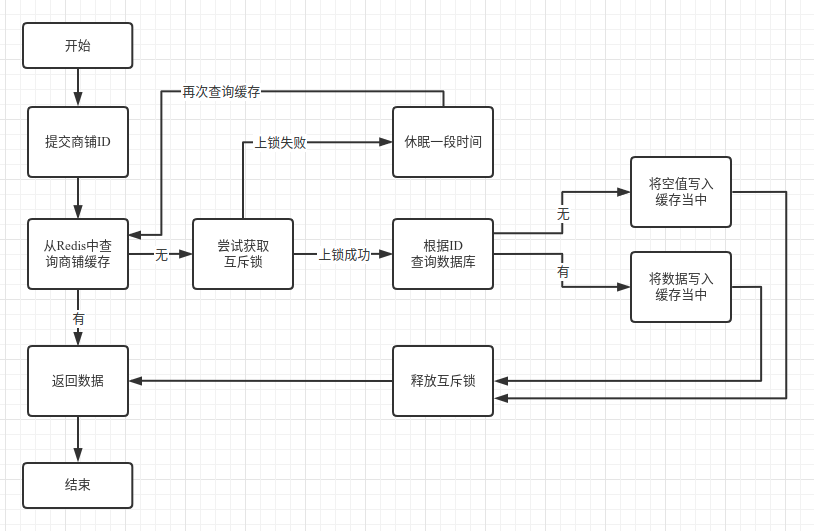 开始
再次查询缓存
提交商铺ID
上锁失败
休眠一段时间
将空值写入
缓存当中
无
从Redis中查
询商铺缓存
无
尝试获取
互斥锁
上锁成功
根据ID
查询数据库
有
将数据写入
缓存当中
有
返回数据
释放互斥锁
结束